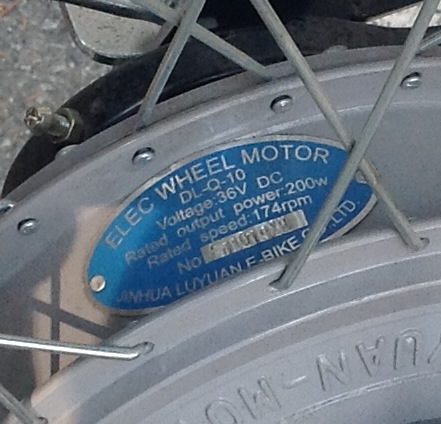 ELEC WHEEL MOTOR
DL-Q-10
Voltage:36V DC
Rated output power:200w
Rated speed:174rpm
No
JINHUA LUYUAN E-BIKE CO.,LTD.
YUAN-MO